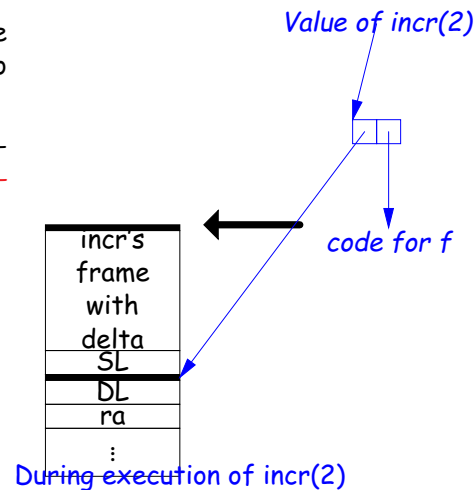 e
o
Value of incr(2)
code for f
incr's
frame
with
delta
SL
DL
ra
...
During execution of incr(2)